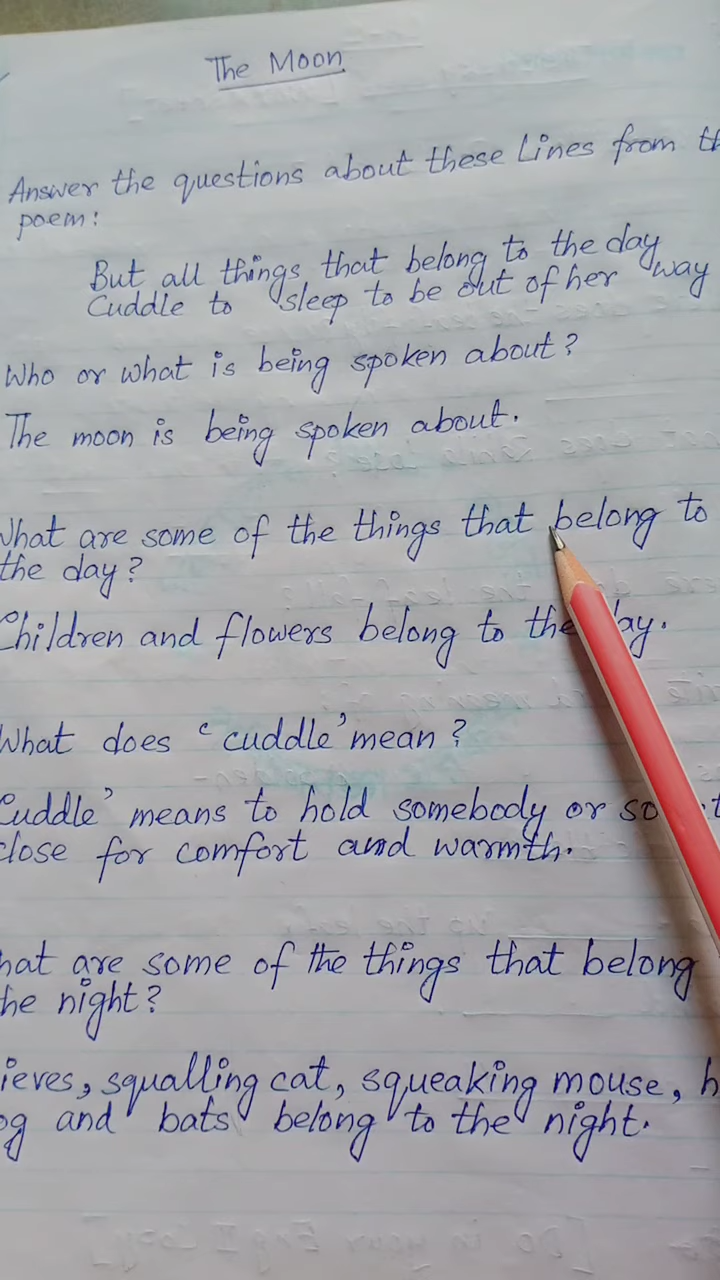 The Moon
Answer the questions about these lines from
poem:
But all things that belong to the day
Cuddle to sleep to be out of her way
Who or what is being spoken about?
The moon is being spoken about.
What are some of the things that belong to
the day?
Children and flowers belong to the day.
What does 'cuddle' mean?
Cuddle' means to hold somebody or
close for comfort and warmth.
hat are some of the things that belong
he night?
ieves, squalling cat, squeaking mouse, h
og and bats belong to the night.